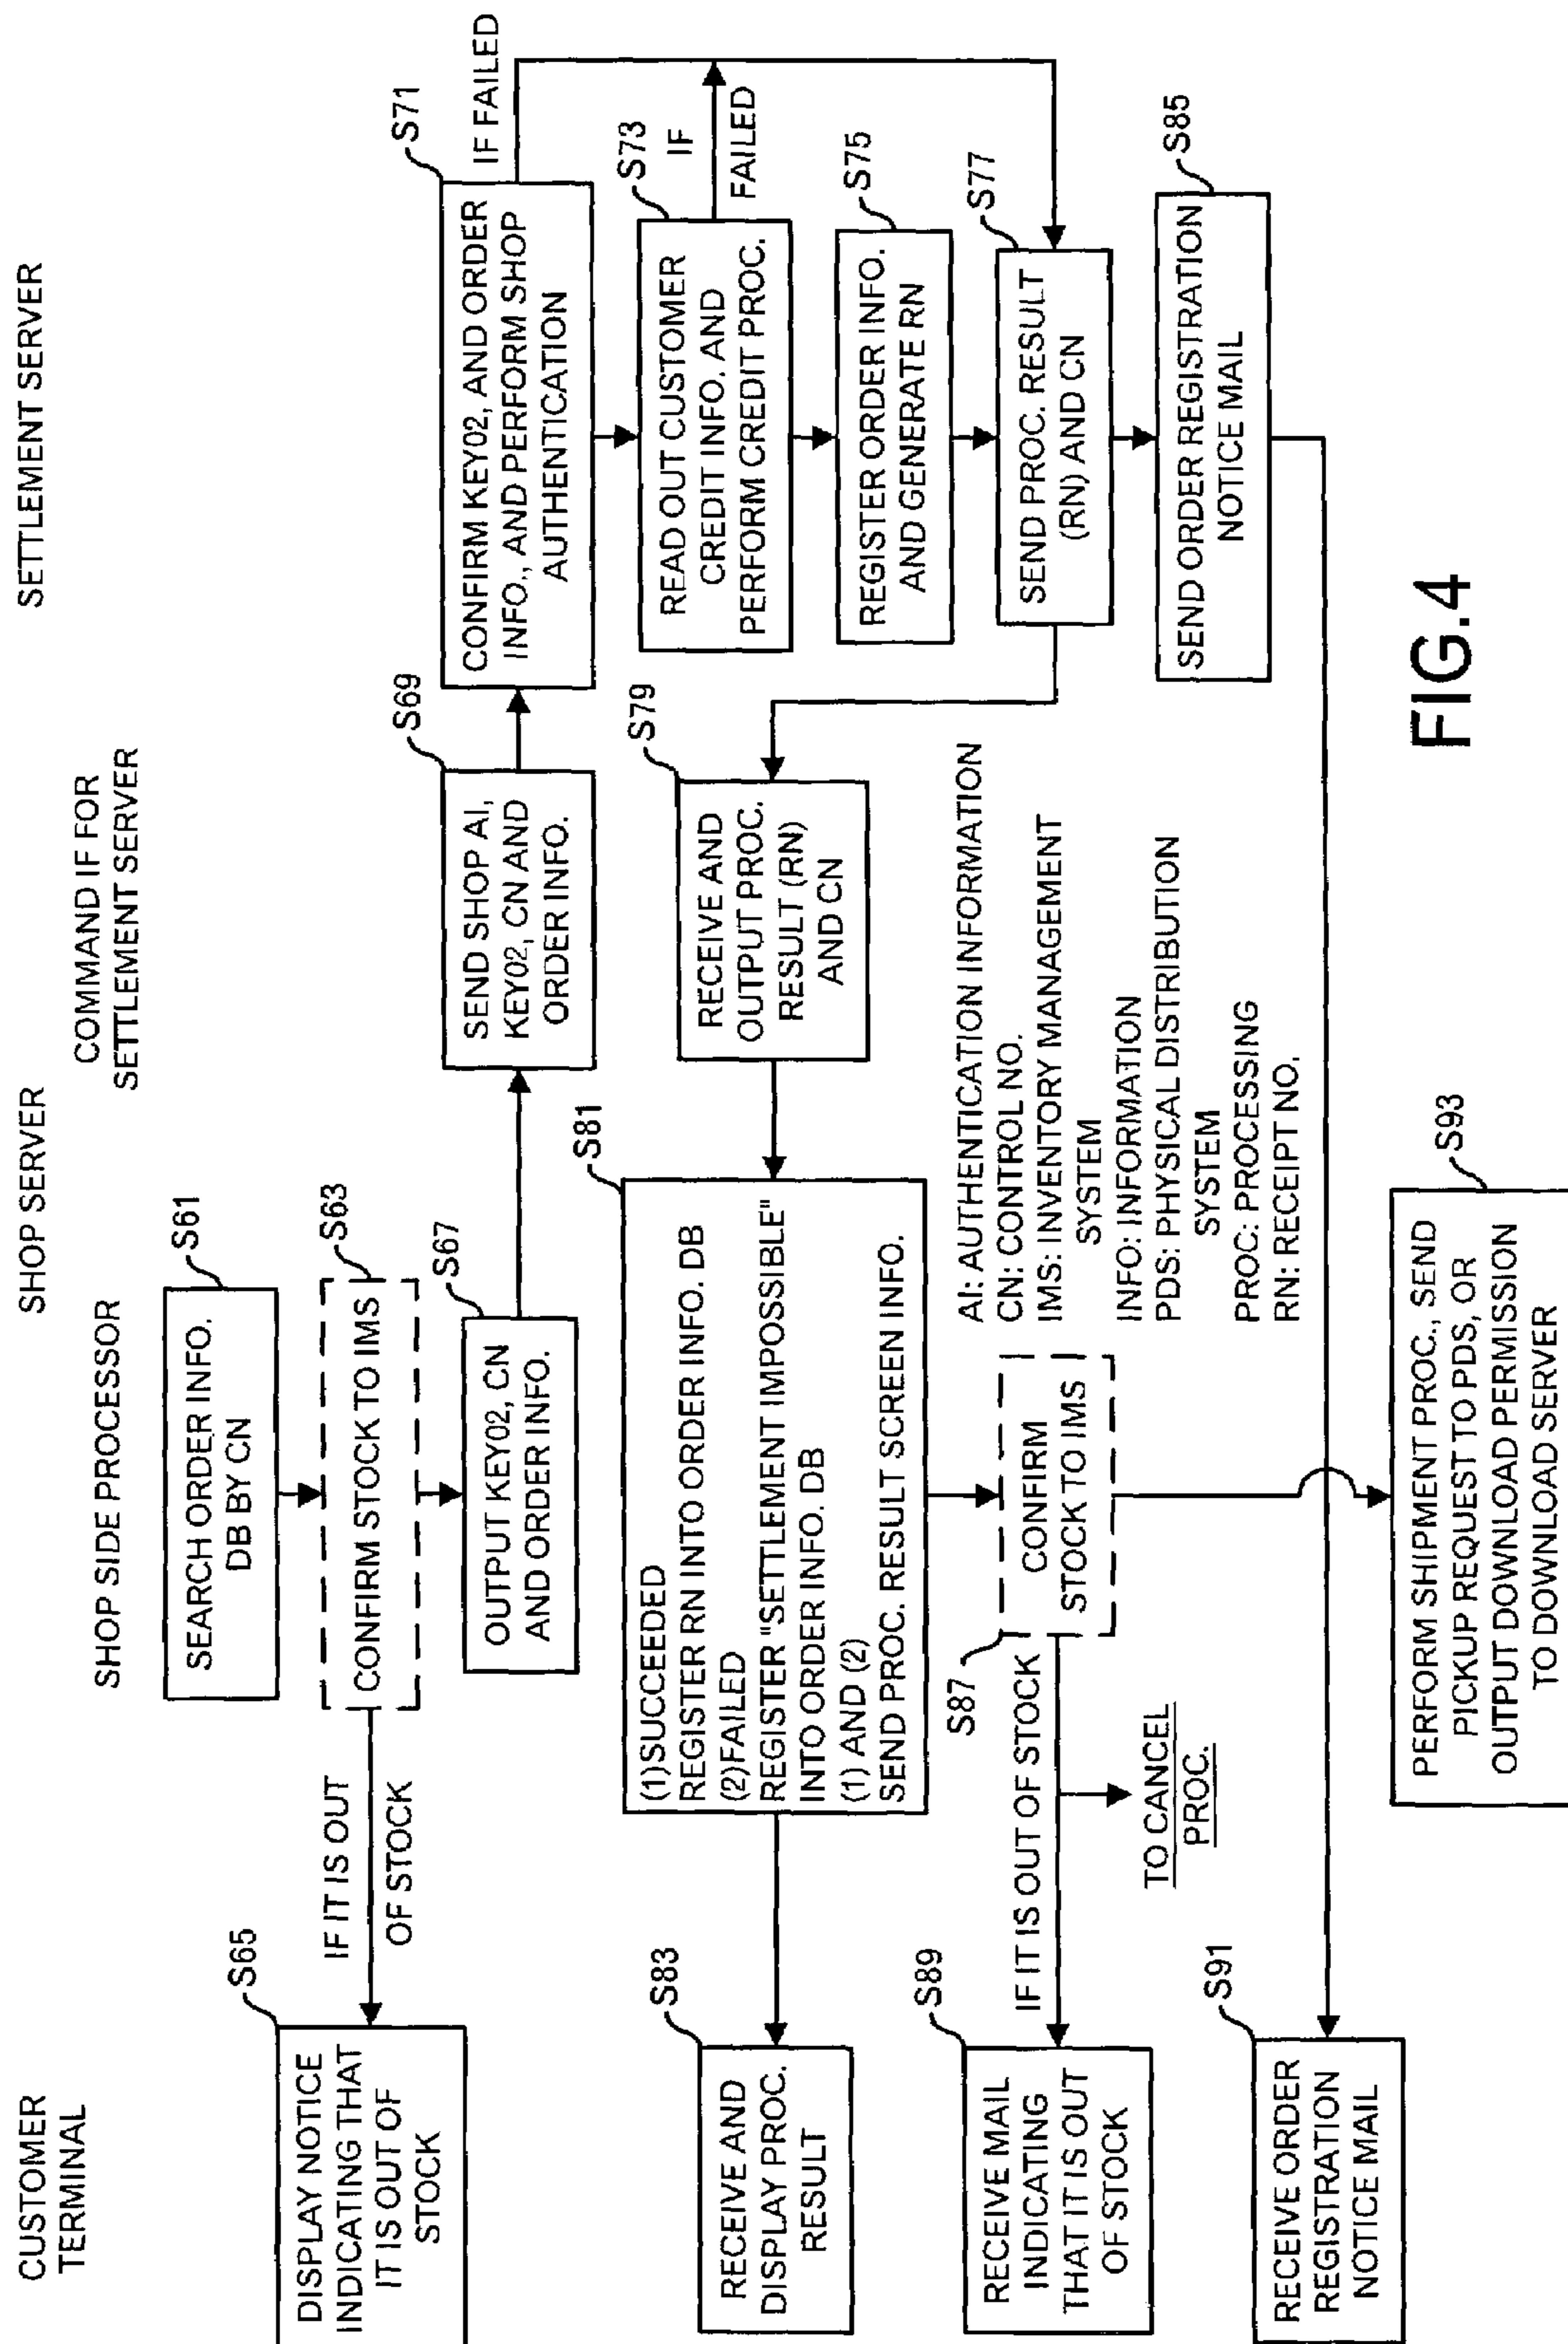 CUSTOMER
TERMINAL
SHOP SERVER
SHOP SIDE PROCESSOR
COMMAND IF FOR
SETTLEMENT SERVER
SETTLEMENT SERVER
S61
SEARCH ORDER INFO.
DB BY CN
S63
CONFIRM STOCK TO IMS
IF IT IS OUT
OF STOCK
S65
DISPLAY NOTICE
INDICATING THAT
IT IS OUT OF
STOCK
S67
OUTPUT KEY02, CN
AND ORDER INFO.
S69
SEND SHOP AI,
KEY02, CN AND
ORDER INFO.
S71
CONFIRM KEY02, AND ORDER
INFO., AND PERFORM SHOP
AUTHENTICATION
IF FAILED
S73
READ OUT CUSTOMER
CREDIT INFO. AND
PERFORM CREDIT PROC.
IF
FAILED
S75
REGISTER ORDER INFO.
AND GENERATE RN
S77
SEND PROC. RESULT
(RN) AND CN
S79
RECEIVE AND
OUTPUT PROC.
RESULT (RN)
AND CN
S81
(1)SUCCEEDED
REGISTER RN INTO ORDER INFO. DB
(2)FAILED
REGISTER "SETTLEMENT IMPOSSIBLE"
INTO ORDER INFO. DB
(1) AND (2)
SEND PROC. RESULT SCREEN INFO.
S83
RECEIVE AND
DISPLAY PROC.
RESULT
S85
SEND ORDER REGISTRATION
NOTICE MAIL
S87
CONFIRM
STOCK TO IMS
IF IT IS OUT OF STOCK
TO CANCEL
PROC.
S89
RECEIVE MAIL
INDICATING
THAT IT IS OUT
OF STOCK
S91
RECEIVE ORDER
REGISTRATION
NOTICE MAIL
S93
PERFORM SHIPMENT PROC., SEND
PICKUP REQUEST TO PDS, OR
OUTPUT DOWNLOAD PERMISSION
TO DOWNLOAD SERVER
AI: AUTHENTICATION INFORMATION
CN: CONTROL NO.
IMS: INVENTORY MANAGEMENT
SYSTEM
INFO: INFORMATION
PDS: PHYSICAL DISTRIBUTION
SYSTEM
PROC: PROCESSING
RN: RECEIPT NO.
FIG.4